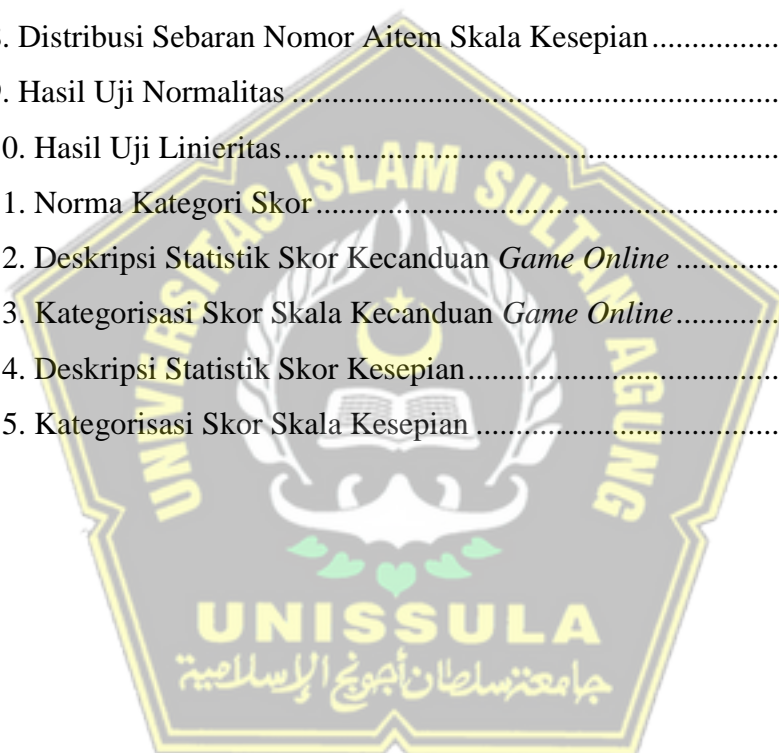 . Distribusi Sebaran Nomor Aitem Skala Kesepian................
. Hasil Uji Normalitas................................................................
0. Hasil Uji Linieritas................................................................
1. Norma Kategori Skor............................................................
2. Deskripsi Statistik Skor Kecanduan Game Online .............
3. Kategorisasi Skor Skala Kecanduan Game Online.............
4. Deskripsi Statistik Skor Kesepian.......................................
5. Kategorisasi Skor Skala Kesepian ......................................
UNIVERSITAS ISLAM SULTAN AGUNG
UNISSULA
جامعتنسلطان أجونج الإسلامية